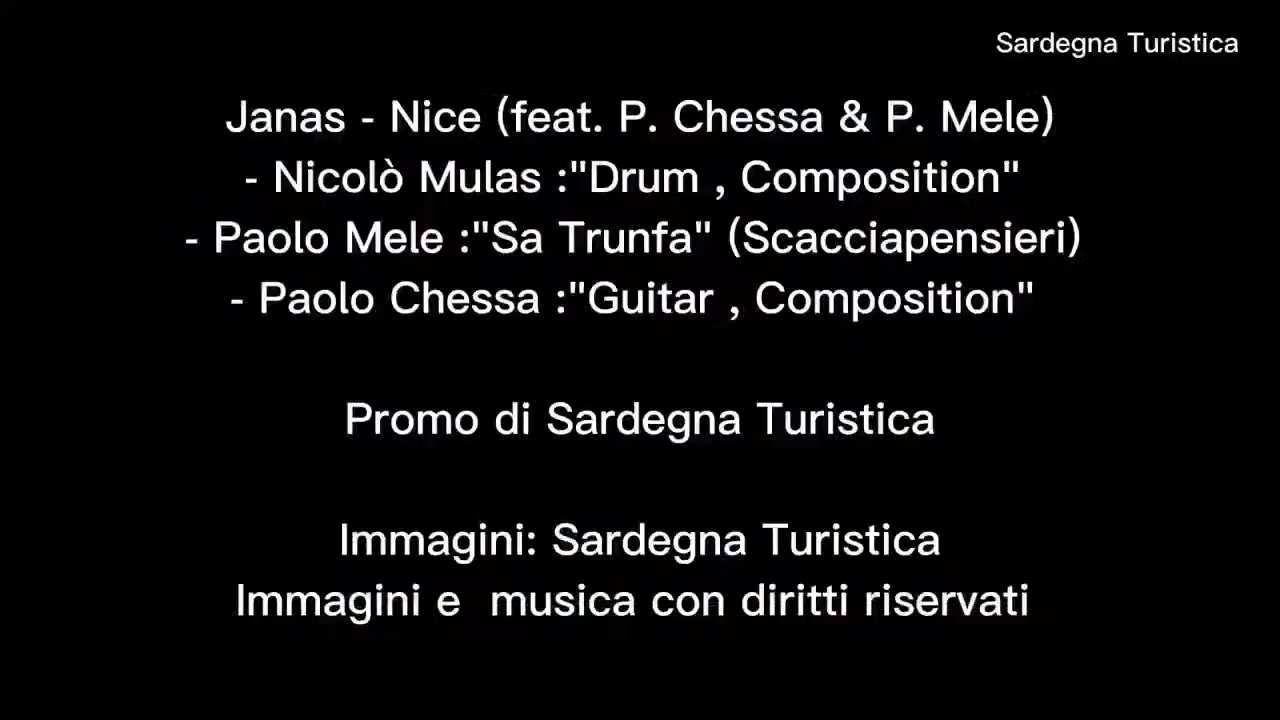 Sardegna Turistica
Janas - Nice (feat. P. Chessa & P. Mele)
- Nicolò Mulas :"Drum , Composition"
- Paolo Mele :"Sa Trunfa" (Scacciapensieri)
- Paolo Chessa :"Guitar , Composition"
Promo di Sardegna Turistica
Immagini: Sardegna Turistica
Immagini e  musica con diritti riservati